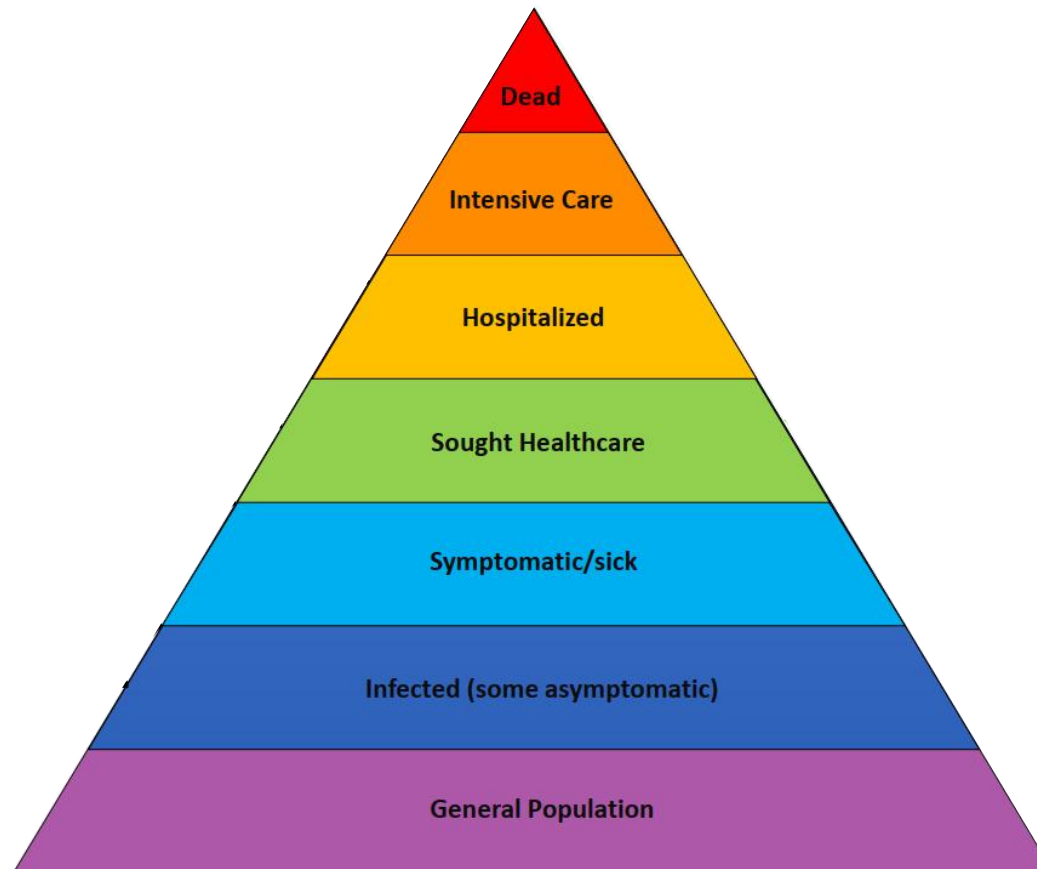 Dead
Intensive Care
Hospitalized
Sought Healthcare
Symptomatic/sick
Infected (some asymptomatic)
General Population